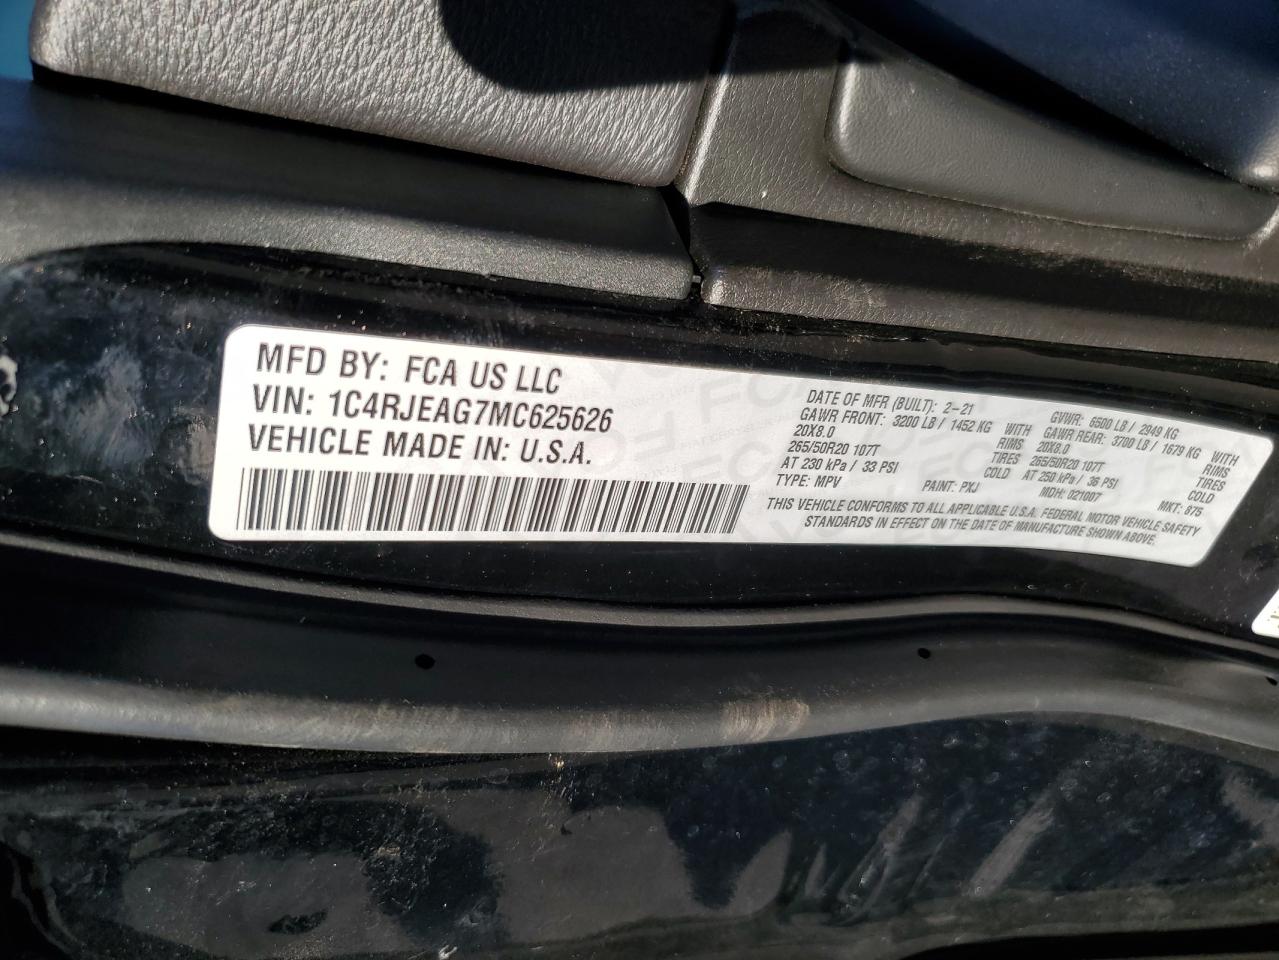 MFD BY: FCA US LLC
VIN: 1C4RJEAG7MC625626
VEHICLE MADE IN: U.S.A.
DATE OF MFR (BUILT): 2-21 GVWR: 6500 LB / 2949 KG
GAWR FRONT: 3200 LB / 1452 KG WITH GAWR REAR: 3700 LB / 1679 KG WITH
20X8.0 RIMS 20X8.0 RIMS
265/50R20 107T TIRES 265/50R20 107T TIRES
AT 230 kPa / 33 PSI COLD AT 250 kPa / 36 PSI COLD
TYPE: MPV PAINT: PXJ MDH: 021007 MKT: 875
THIS VEHICLE CONFORMS TO ALL APPLICABLE U.S.A. FEDERAL MOTOR VEHICLE SAFETY
STANDARDS IN EFFECT ON THE DATE OF MANUFACTURE SHOWN ABOVE.